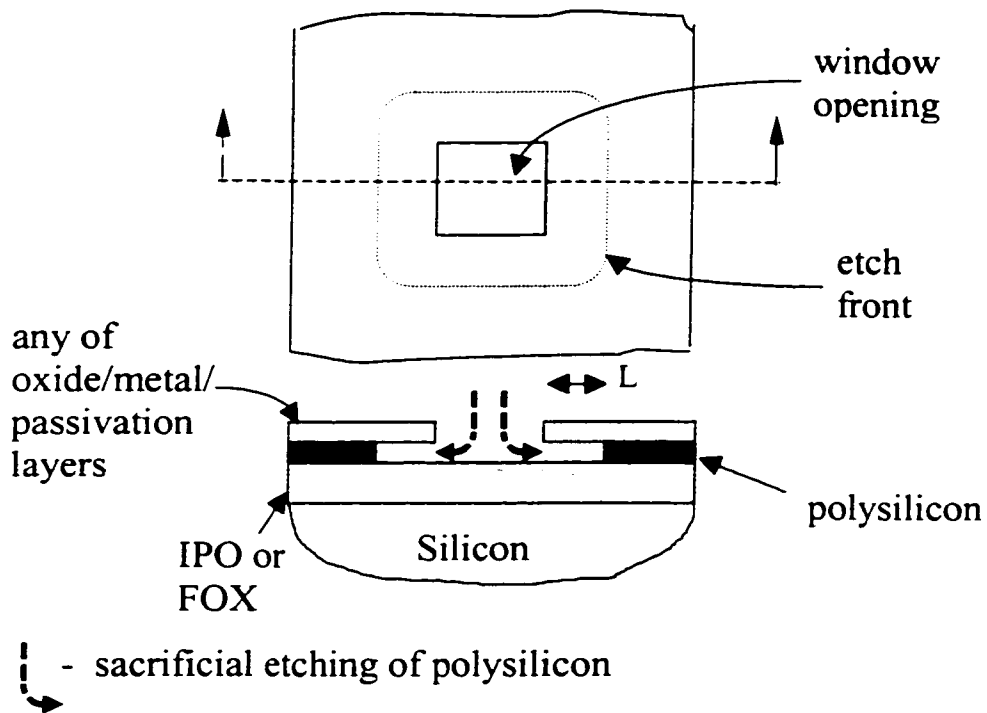 window
opening
etch
front
any of
oxide/metal/
passivation
layers
L
polysilicon
IPO or
FOX
Silicon
- sacrificial etching of polysilicon